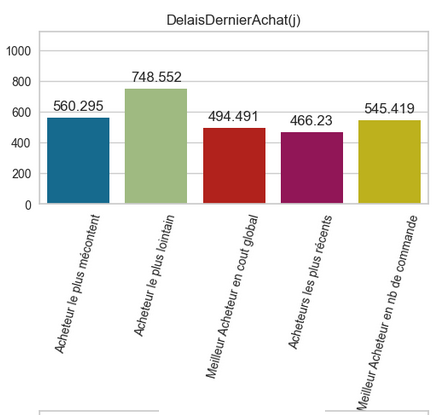 DelaisDernierAchat(j)
1000
800
600
400
200
0
560.295
748.552
494.491
466.23
545.419
Acheteur le plus mécontent
Acheteur le plus lointain
Meilleur Acheteur en cout global
Acheteurs les plus récents
Meilleur Acheteur en nb de commande